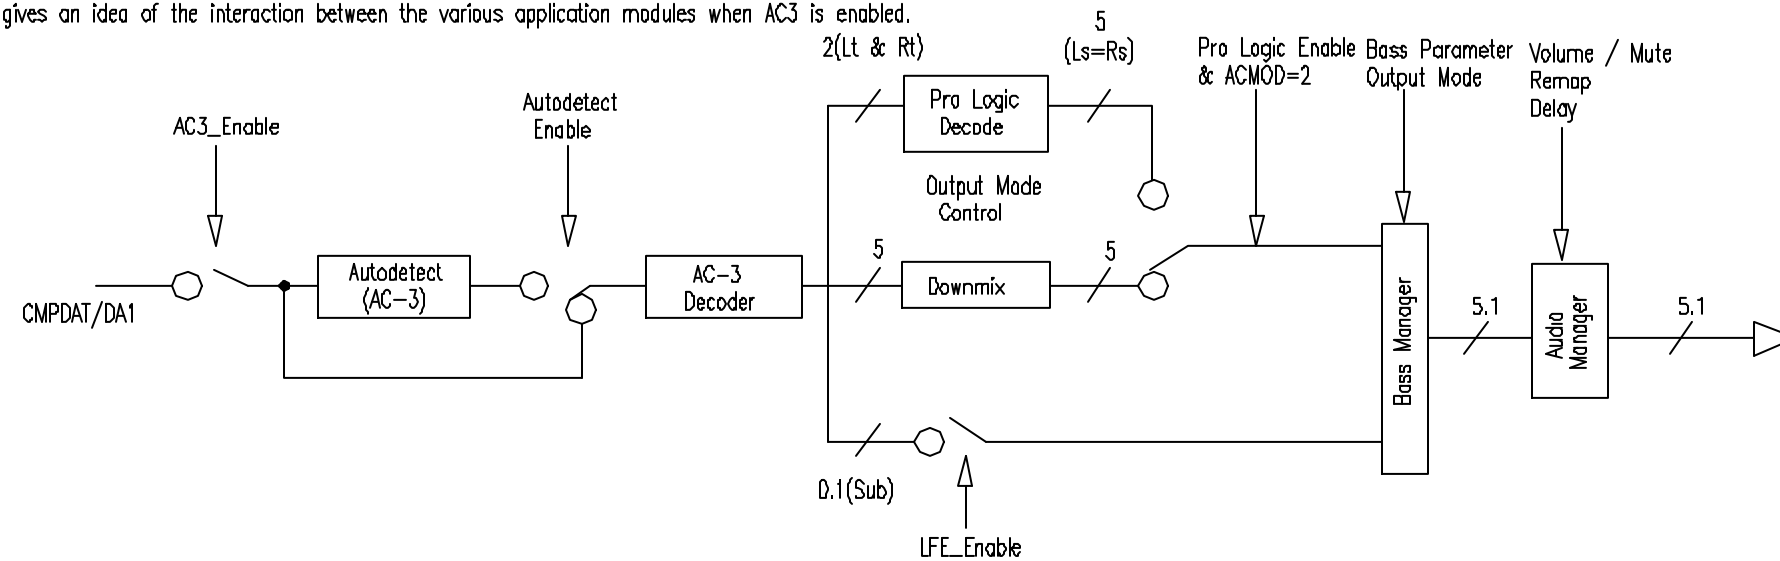 gives an idea of the interaction between the various application modules when AC3 is enabled.
2(Lt & Rt)
5
(Ls=Rs)
Pro Logic Enable
& ACMOD=2
Bass Parameter
Output Mode
Volume / Mute
Remap
Delay
AC3_Enable
Autodetect
Enable
Pro Logic
Decode
Output Mode
Control
CMPDAT/DA1
Autodetect
(AC-3)
AC-3
Decoder
5
Downmix
5
Bass Manager
5.1
Audio
Manager
5.1
0.1(Sub)
LFE_Enable